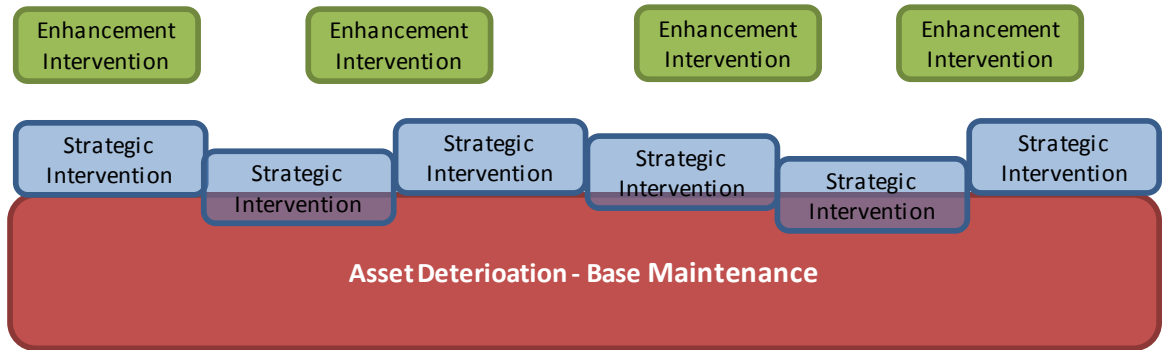 Enhancement
Intervention
Enhancement
Intervention
Enhancement
Intervention
Enhancement
Intervention
Strategic
Intervention
Strategic
Intervention
Strategic
Intervention
Strategic
Intervention
Strategic
Intervention
Strategic
Intervention
Asset Deterioation - Base Maintenance